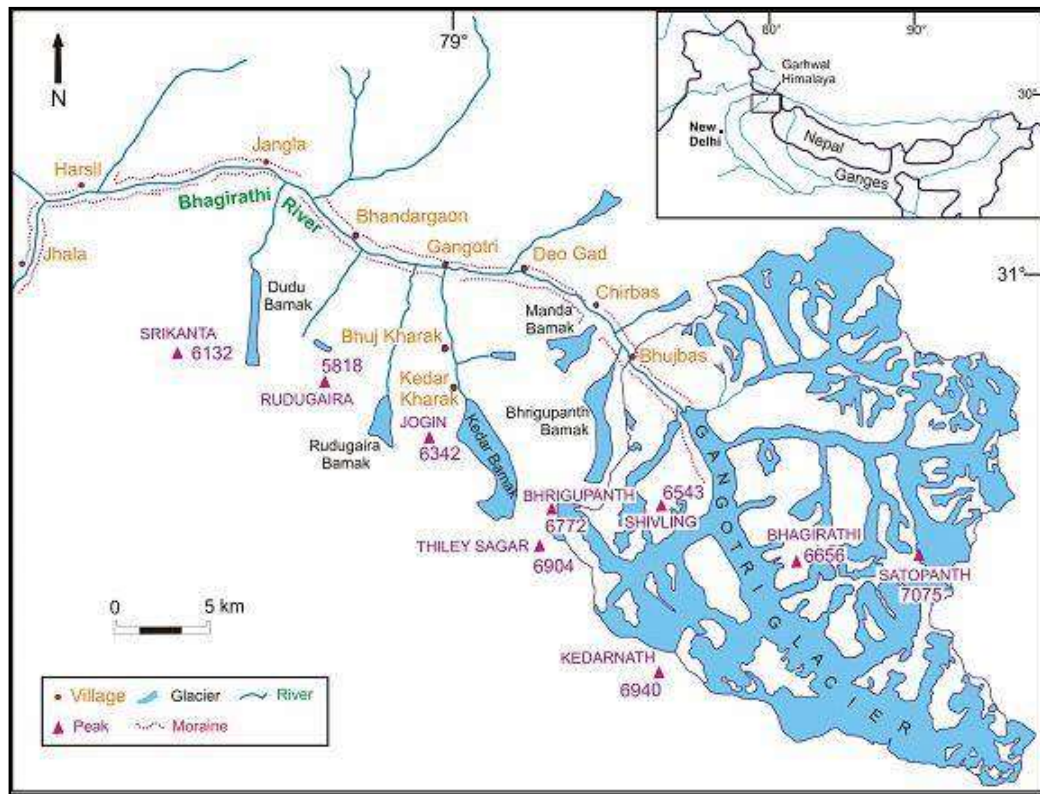 79°
80°
90°
Garhwal
Himalaya
30°
New
Delhi
Nepal
Ganges
N
Harsil
Jangla
Bhagirathi
River
Bhandargaon
Jhala
Gangotri
Deo Gad
31°
Dudu
Bamak
Chirbas
Manda
Bamak
SRIKANTA
6132
Bhuj Kharak
Bhujbas
5818
RUDUGAIRA
Kedar
Kharak
Bhrigupanth
Bamak
JOGIN
6342
Rudugaira
Bamak
Kedar Bamak
GANGOTRI GLACIER
BHRIGUPANTH
6772
6543
SHIVLING
THILEY SAGAR
6904
BHAGIRATHI
6656
SATOPANTH
7075
KEDARNATH
6940
0 5 km
Village Glacier River
Peak Moraine